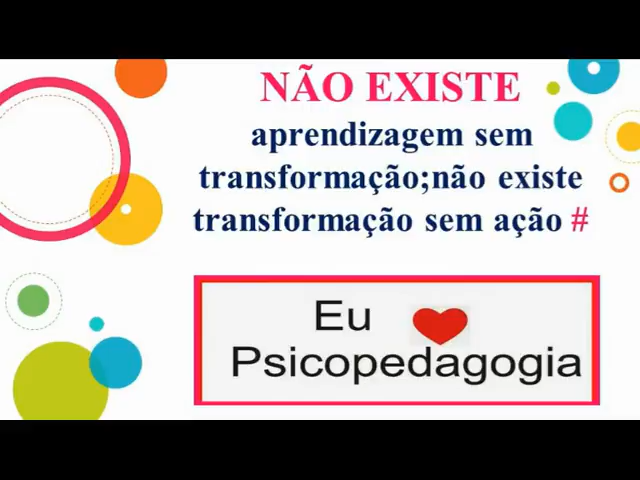 NÃO EXISTE
aprendizagem sem
transformação;não existe
transformação sem ação #
Eu
Psicopedagogia